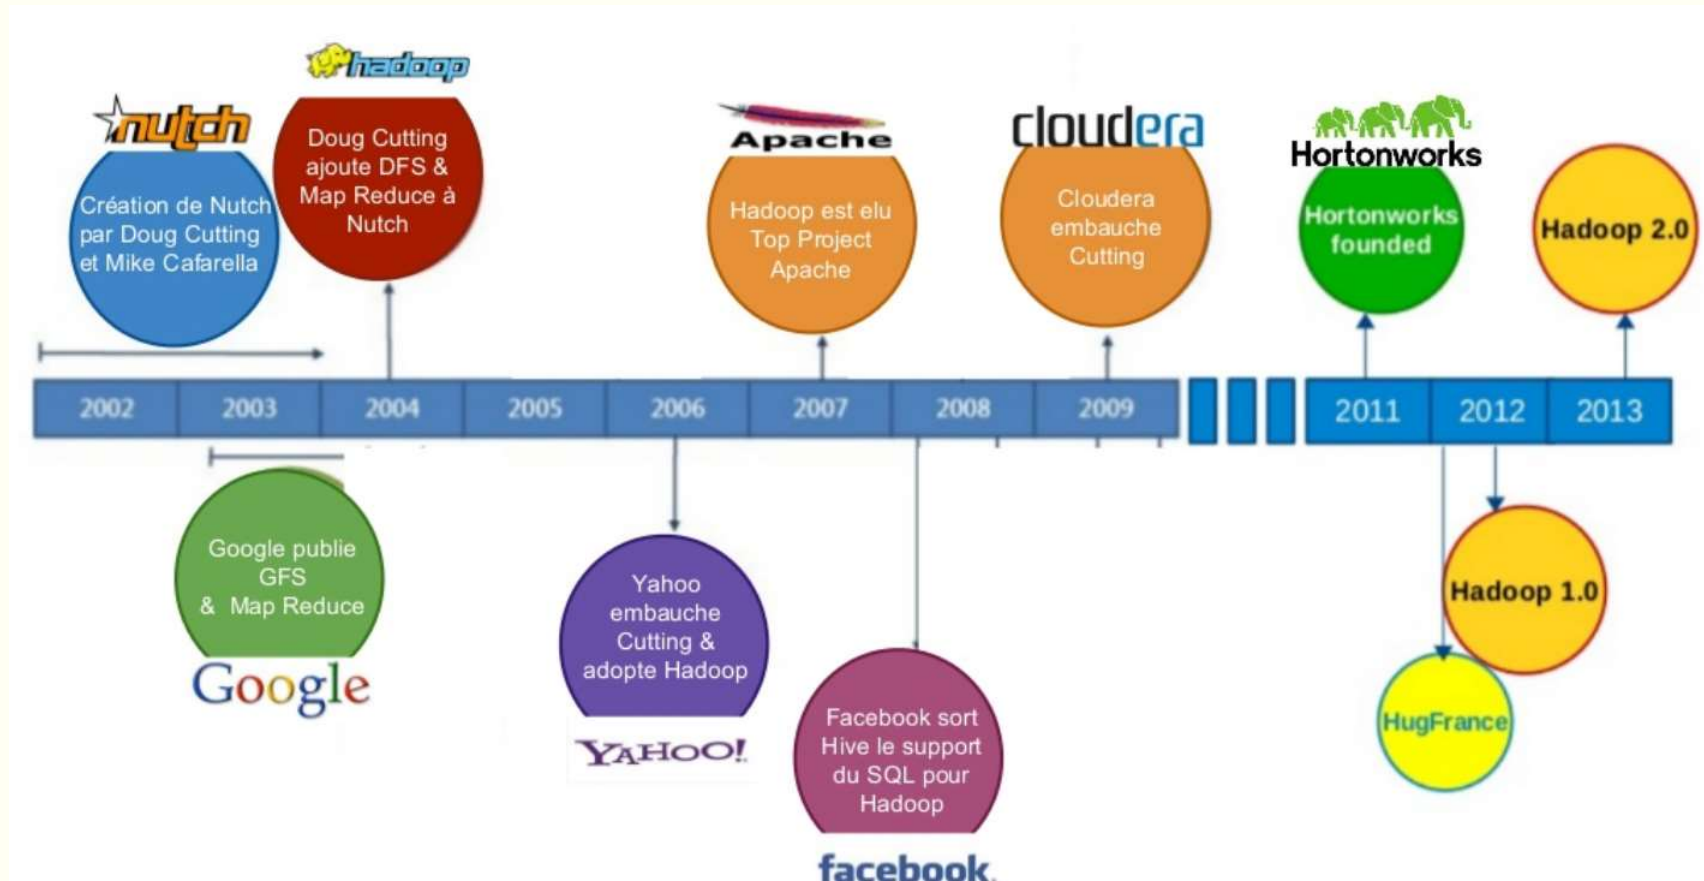 nutch
Création de Nutch
par Doug Cutting
et Mike Cafarella
hadoop
Doug Cutting
ajoute DFS &
Map Reduce à
Nutch
Apache
Hadoop est elu
Top Project
Apache
cloudera
Cloudera
embauche
Cutting
Hortonworks
Hortonworks
founded
Hadoop 2.0
2002 2003 2004 2005 2006 2007 2008 2009 2011 2012 2013
Google publie
GFS
& Map Reduce
Google
Yahoo
embauche
Cutting &
adopte Hadoop
YAHOO!
Facebook sort
Hive le support
du SQL pour
Hadoop
facebook.
Hadoop 1.0
HugFrance